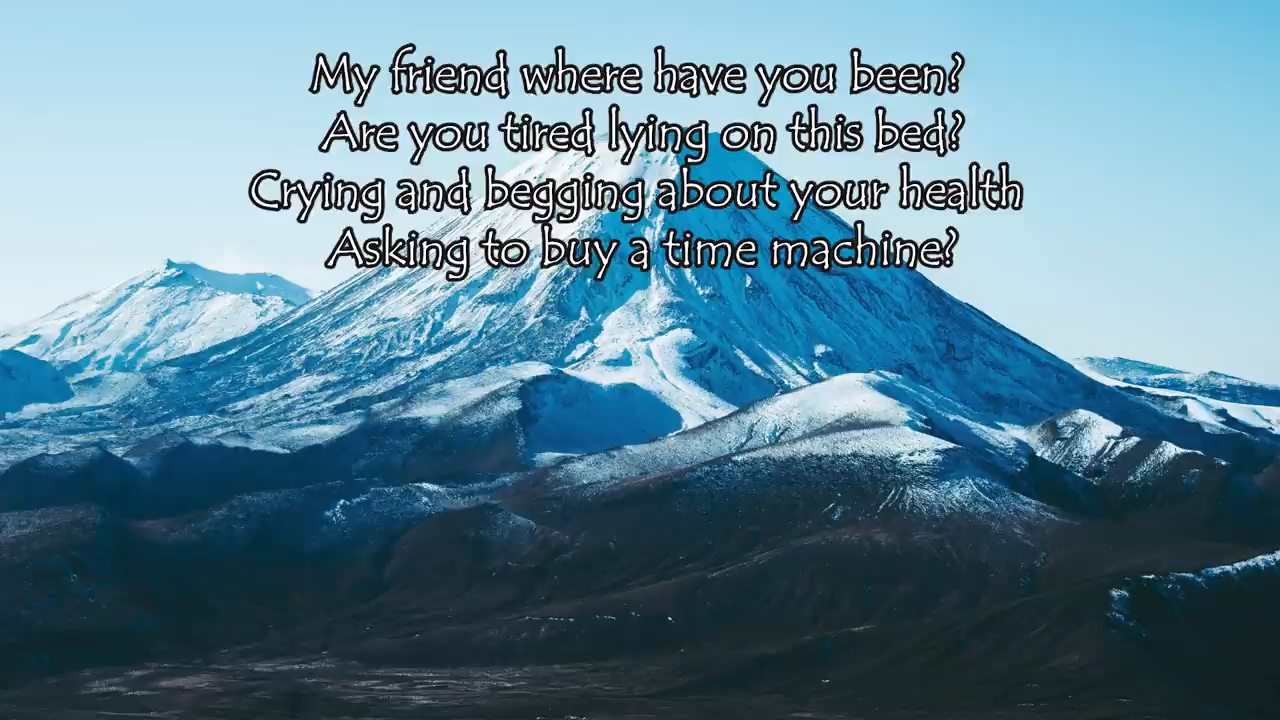 My friend where have you been?
Are you tired lying on this bed?
Crying and begging about your health
Asking to buy a time machine?